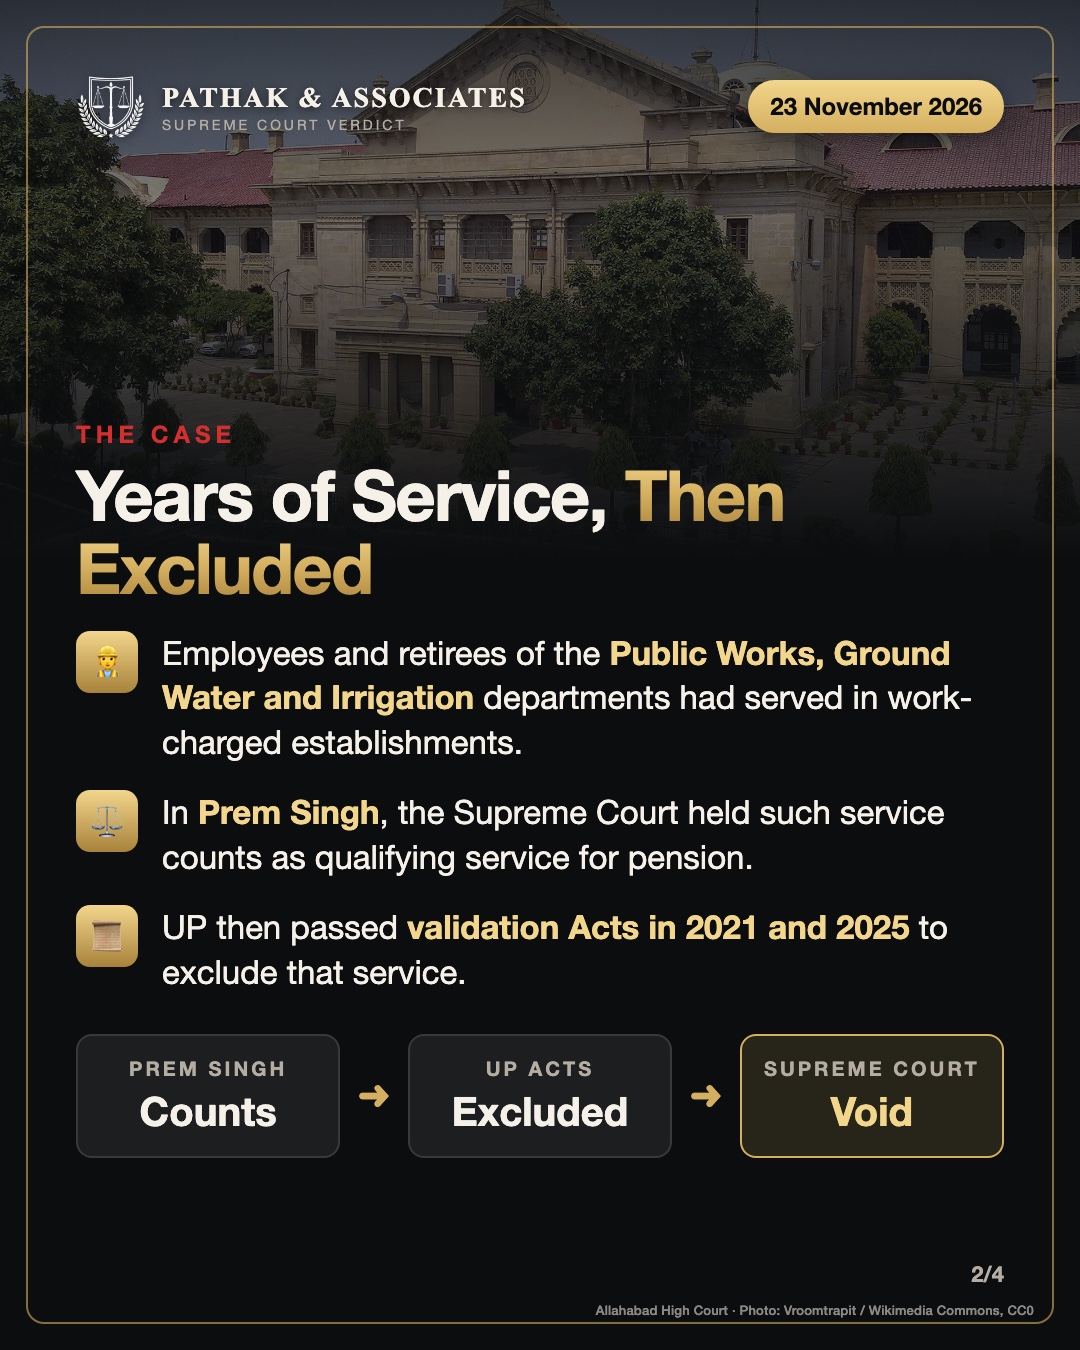 PATHAK & ASSOCIATES
SUPREME COURT VERDICT
23 November 2026
THE CASE
Years of Service, Then
Excluded
Employees and retirees of the Public Works, Ground
Water and Irrigation departments had served in work-
charged establishments.
In Prem Singh, the Supreme Court held such service
counts as qualifying service for pension.
UP then passed validation Acts in 2021 and 2025 to
exclude that service.
PREM SINGH
Counts
➜
UP ACTS
Excluded
➜
SUPREME COURT
Void
2/4
Allahabad High Court · Photo: Vroomtrapit / Wikimedia Commons, CC0